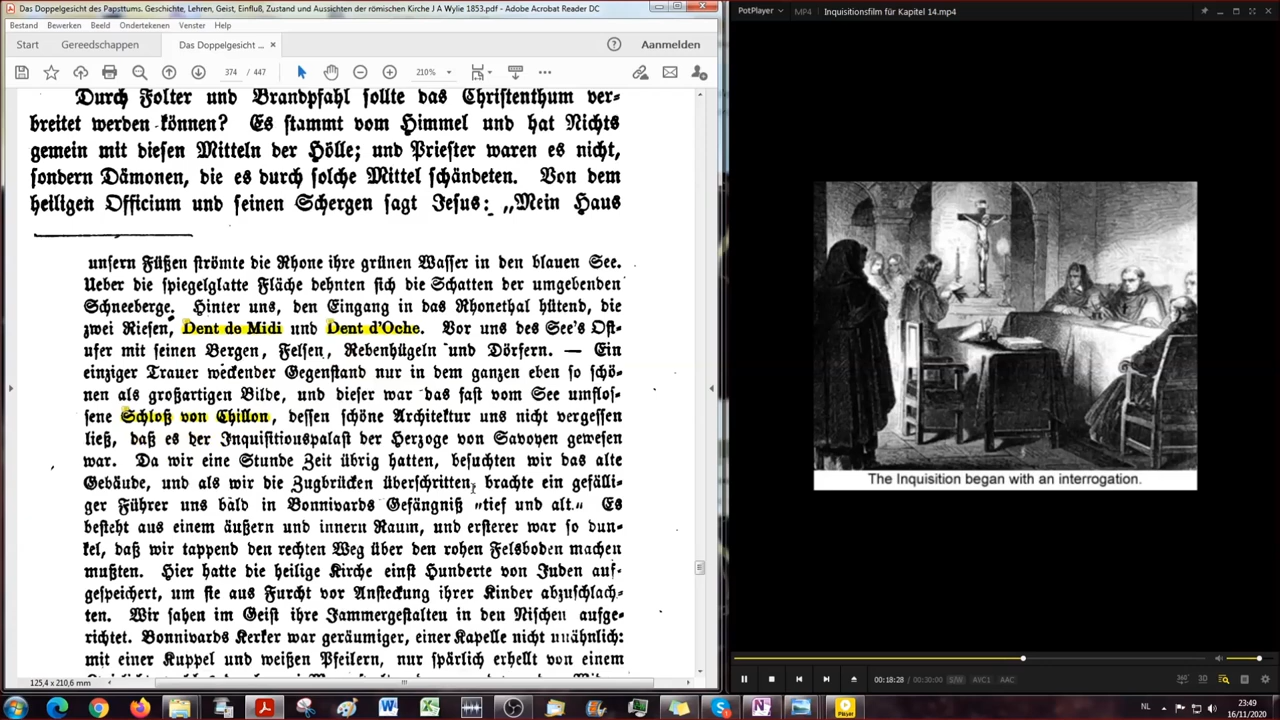 Das Doppelgesicht des Papsttums. Geschichte, Lehren, Geist, Einfluß, Zustand und Aussichten der römischen Kirche J A Wylie 1853.pdf - Adobe Acrobat Reader DC
Bestand Bewerken Beeld Ondertekenen Venster Help
Start Gereedschappen Das Doppelgesicht ... × Anmelden
374 / 447 210%
Durch Folter und Brandpfahl sollte das Christenthum ver-
breitet werden können? Es stammt vom Himmel und hat Nichts
gemein mit diesen Mitteln der Hölle; und Priester waren es nicht,
sondern Dämonen, die es durch solche Mittel schändeten. Von dem
heiligen Officium und seinen Schergen sagt Jesus: „Mein Haus
unsern Füßen strömte die Rhone ihre grünen Wasser in den blauen See.
Ueber die spiegelglatte Fläche dehnten sich die Schatten der umgebenden
Schneeberge. Hinter uns, den Eingang in das Rhonethal hütend, die
zwei Riesen, Dent de Midi und Dent d'Oche. Vor uns des See's Ost-
ufer mit seinen Bergen, Felsen, Rebenhügeln und Dörfern. — Ein
einziger Trauer weckender Gegenstand nur in dem ganzen eben so schö-
nen als großartigen Bilde, und dieser war das fast vom See umflos-
sene Schloß von Chillon, dessen schöne Architektur uns nicht vergessen
ließ, daß es der Inquisitionspalast der Herzoge von Savoyen gewesen
war. Da wir eine Stunde Zeit übrig hatten, besuchten wir das alte
Gebäude, und als wir die Zugbrücken überschritten, brachte ein gefälli-
ger Führer uns bald in Bonnivards Gefängniß „tief und alt.“ Es
besteht aus einem äußern und innern Raum, und ersterer war so dun-
kel, daß wir tappend den rechten Weg über den rohen Felsboden machen
mußten. Hier hatte die heilige Kirche einst Hunderte von Juden auf-
gespeichert, um sie aus Furcht vor Ansteckung ihrer Kinder abzuschlach-
ten. Wir sahen im Geist ihre Jammergestalten in den Nischen aufge-
richtet. Bonnivards Kerker war geräumiger, einer Kapelle nicht unähnlich:
mit einer Kuppel und weißen Pfeilern, nur spärlich erhellt von einem
125,4 x 210,6 mm
PotPlayer MP4 Inquisitionsfilm für Kapitel 14.mp4
The Inquisition began with an interrogation.
00:18:28 / 00:30:00 S/W AVC1 AAC 360° 3D
NL 23:49
16/11/2020